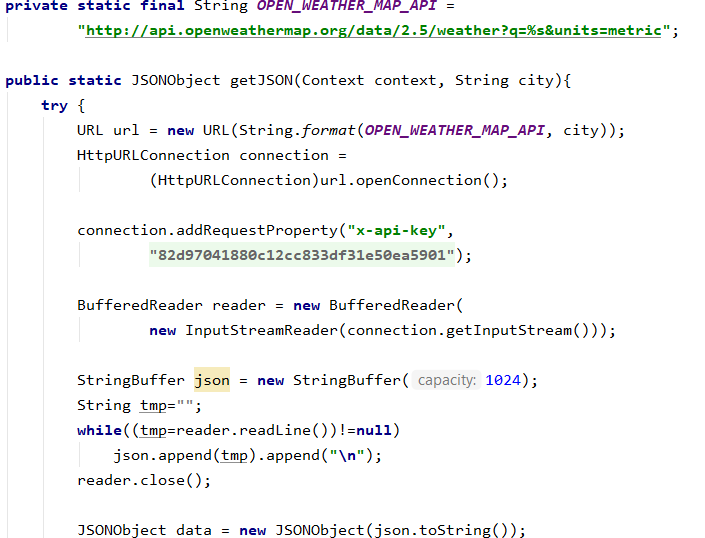 private static final String OPEN_WEATHER_MAP_API =
"http://api.openweathermap.org/data/2.5/weather?q=%s&units=metric";
public static JSONObject getJSON(Context context, String city){
try {
URL url = new URL(String.format(OPEN_WEATHER_MAP_API, city));
HttpURLConnection connection =
(HttpURLConnection)url.openConnection();
connection.addRequestProperty("x-api-key",
"82d97041880c12cc833df31e50ea5901");
BufferedReader reader = new BufferedReader(
new InputStreamReader(connection.getInputStream()));
StringBuffer json = new StringBuffer( capacity: 1024);
String tmp="";
while((tmp=reader.readLine())!=null)
json.append(tmp).append("\n");
reader.close();
JSONObject data = new JSONObject(json.toString());